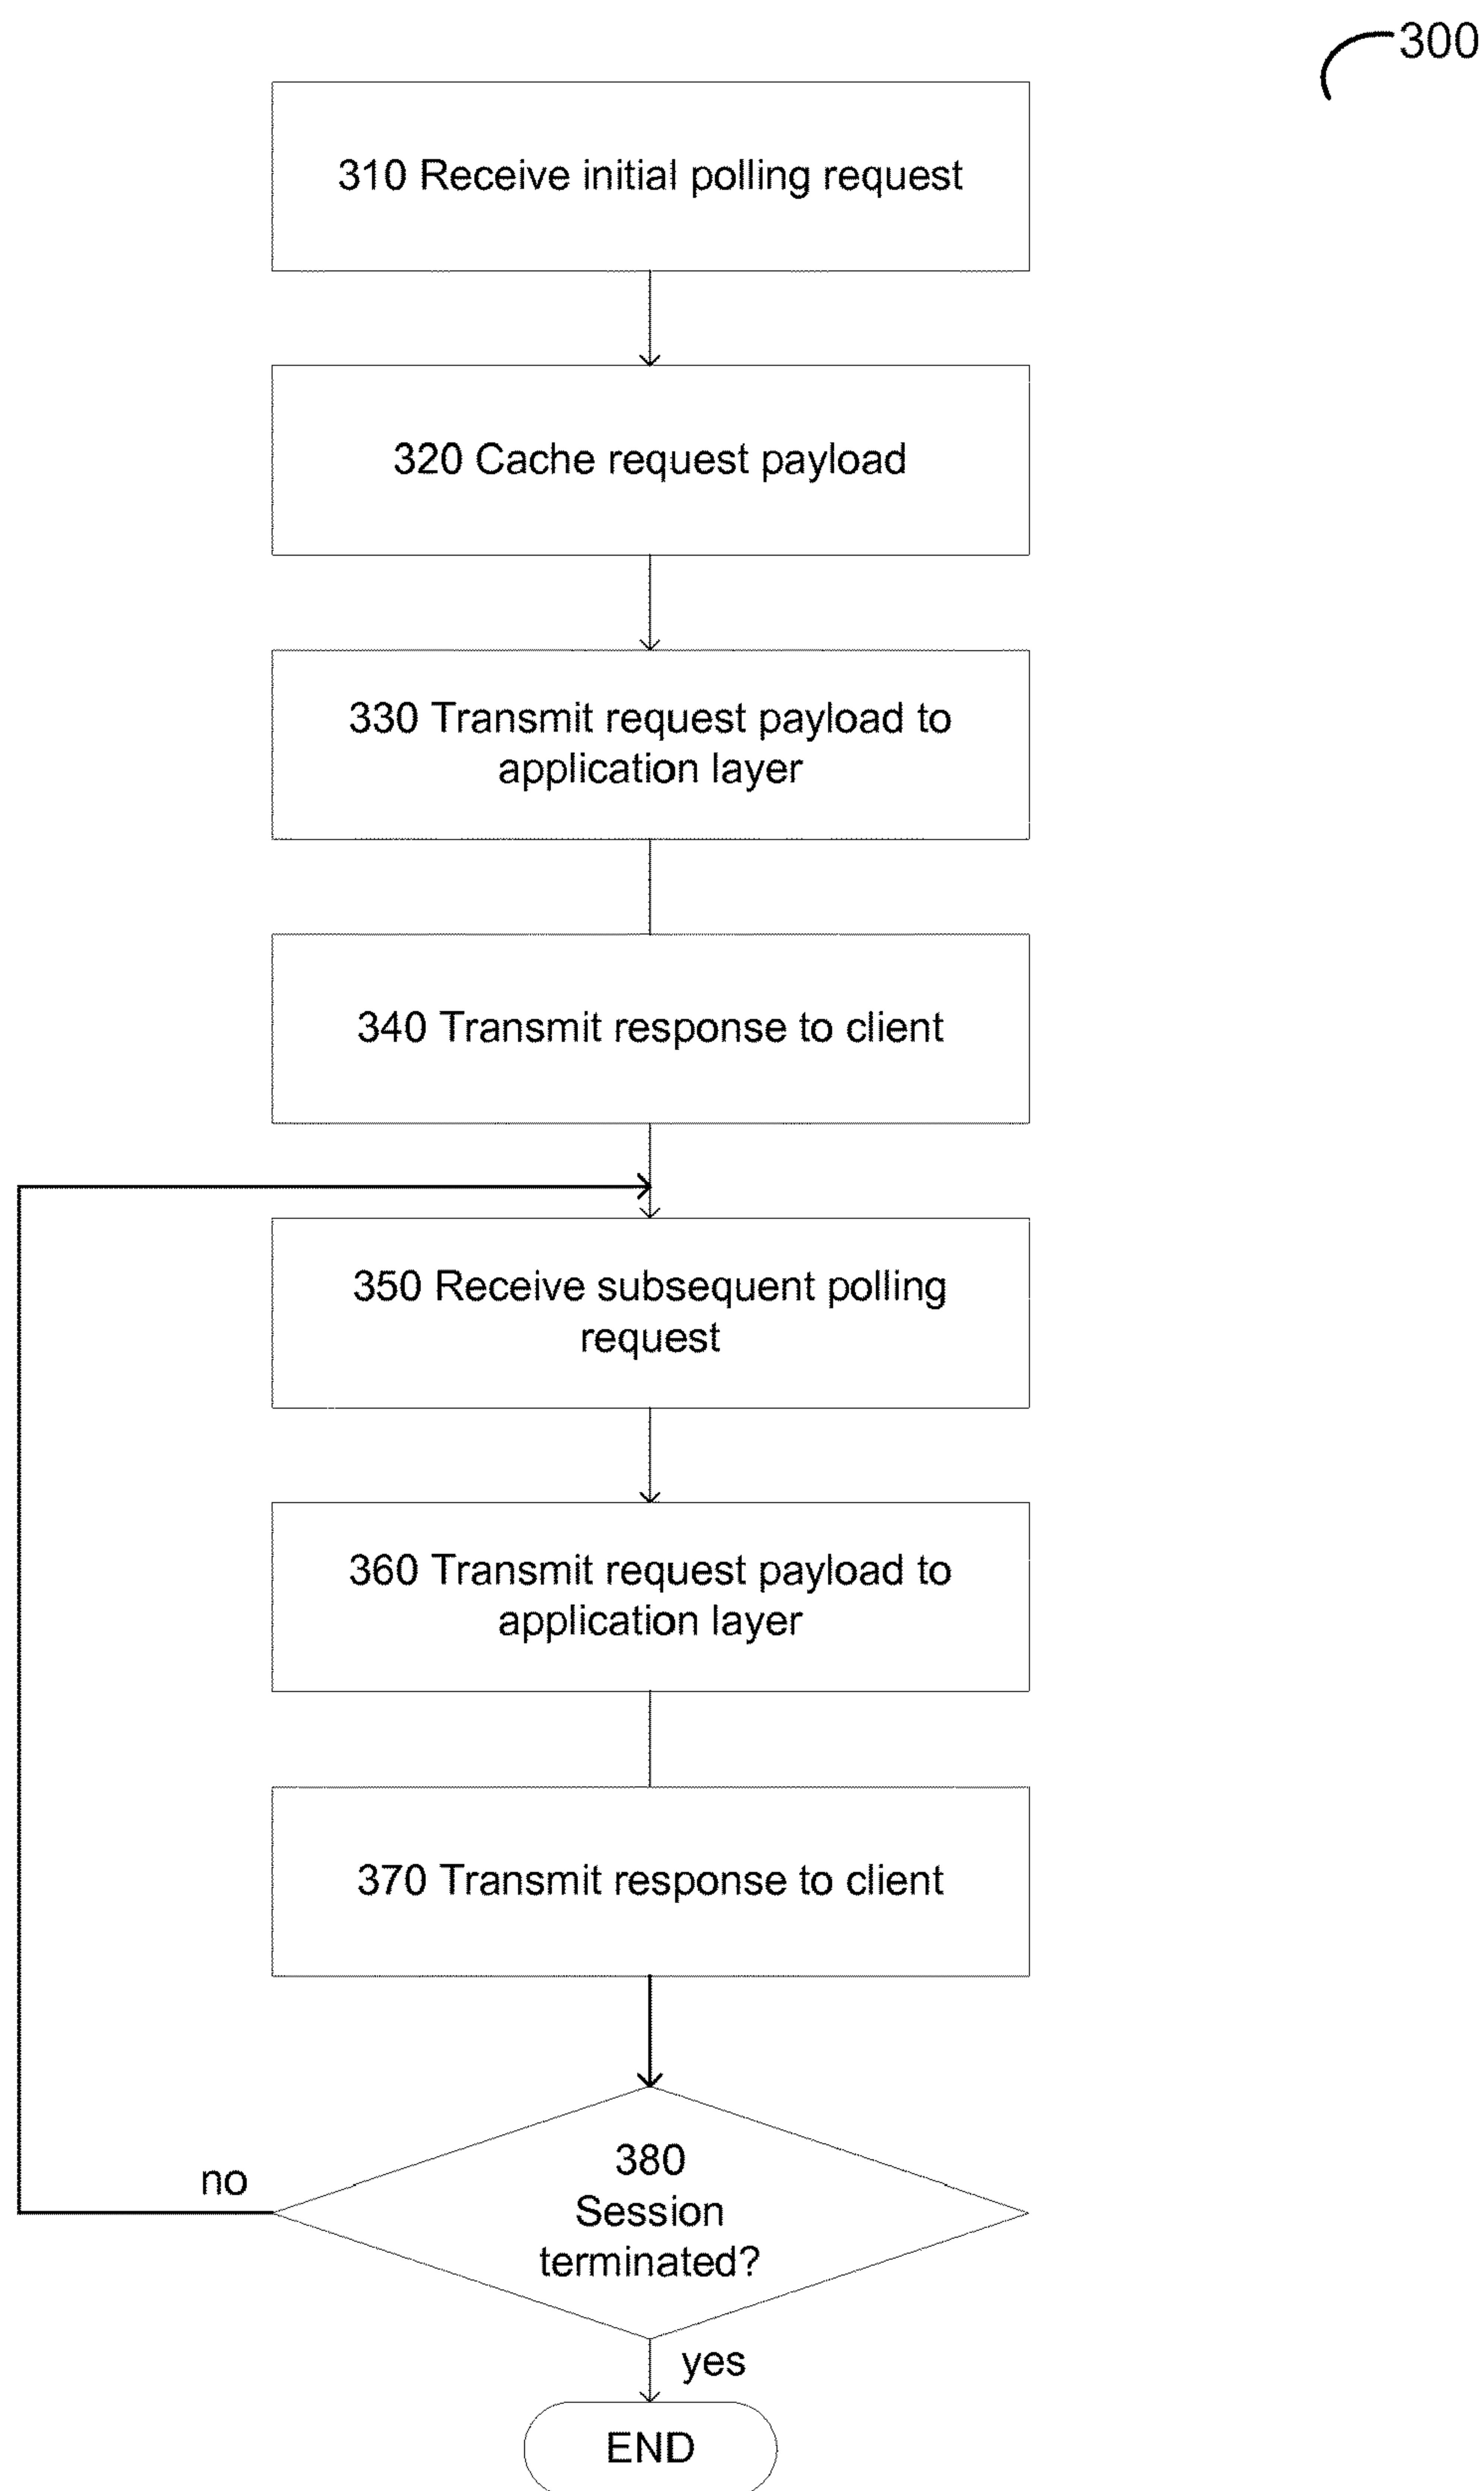 300
310 Receive initial polling request
320 Cache request payload
330 Transmit request payload to
application layer
340 Transmit response to client
350 Receive subsequent polling
request
360 Transmit request payload to
application layer
370 Transmit response to client
380
Session
terminated?
no
yes
END